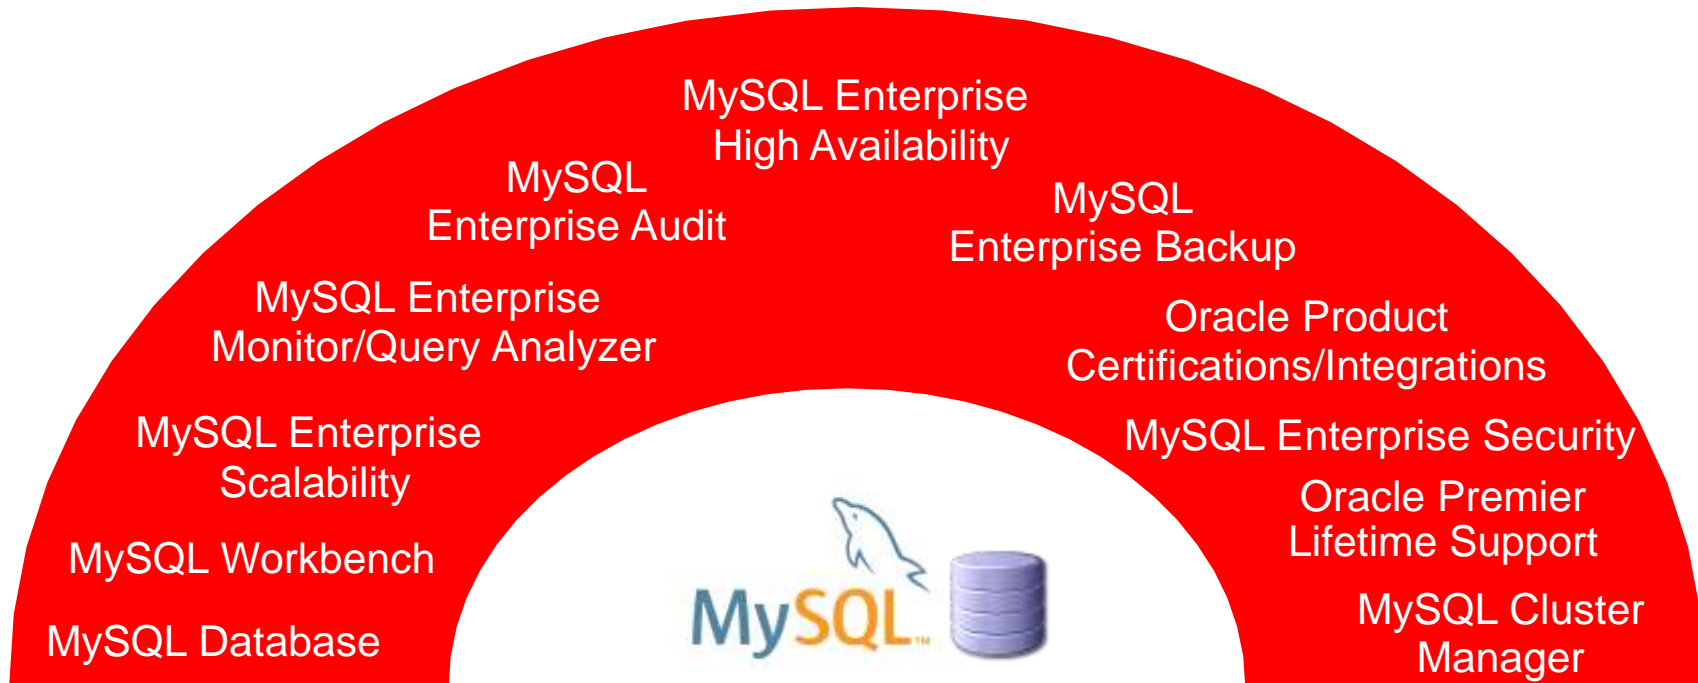 MySQL Enterprise
High Availability
MySQL
Enterprise Audit
MySQL
Enterprise Backup
MySQL Enterprise
Monitor/Query Analyzer
Oracle Product
Certifications/Integrations
MySQL Enterprise
Scalability
MySQL Enterprise Security
Oracle Premier
Lifetime Support
MySQL Workbench
MySQL Database
MySQL™
MySQL Cluster
Manager